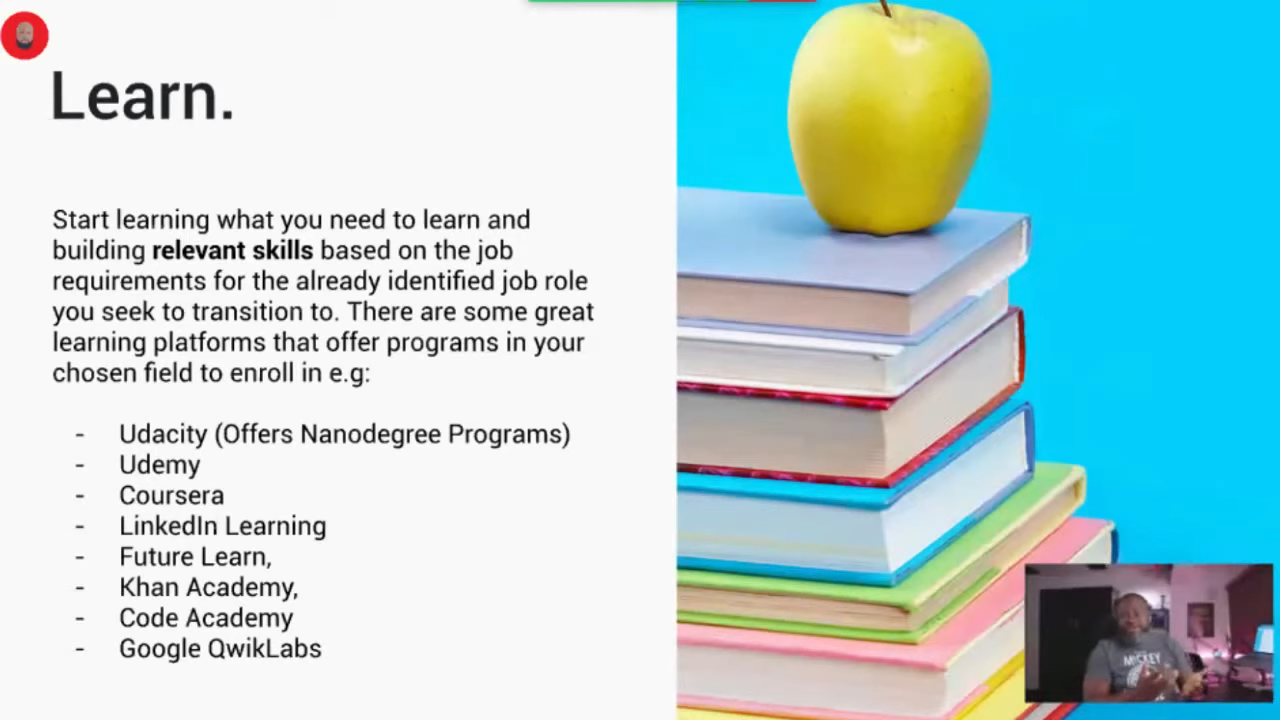 Learn.
Start learning what you need to learn and
building relevant skills based on the job
requirements for the already identified job role
you seek to transition to. There are some great
learning platforms that offer programs in your
chosen field to enroll in e.g:
- Udacity (Offers Nanodegree Programs)
- Udemy
- Coursera
- LinkedIn Learning
- Future Learn,
- Khan Academy,
- Code Academy
- Google QwikLabs
MICKEY